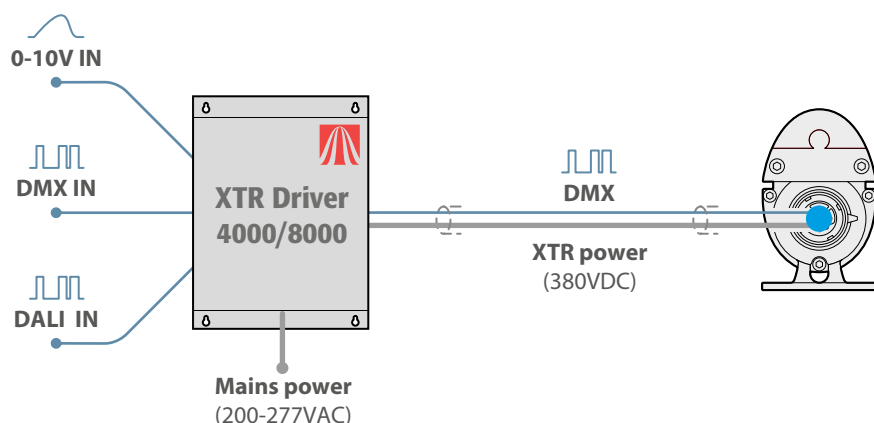 0-10V IN
DMX IN
DALI IN
XTR Driver
4000/8000
Mains power
(200-277VAC)
DMX
XTR power
(380VDC)